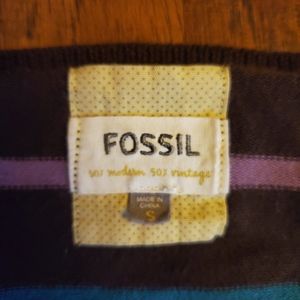 FOSSIL
50% modern 50% vintage
MADE IN
CHINA
S